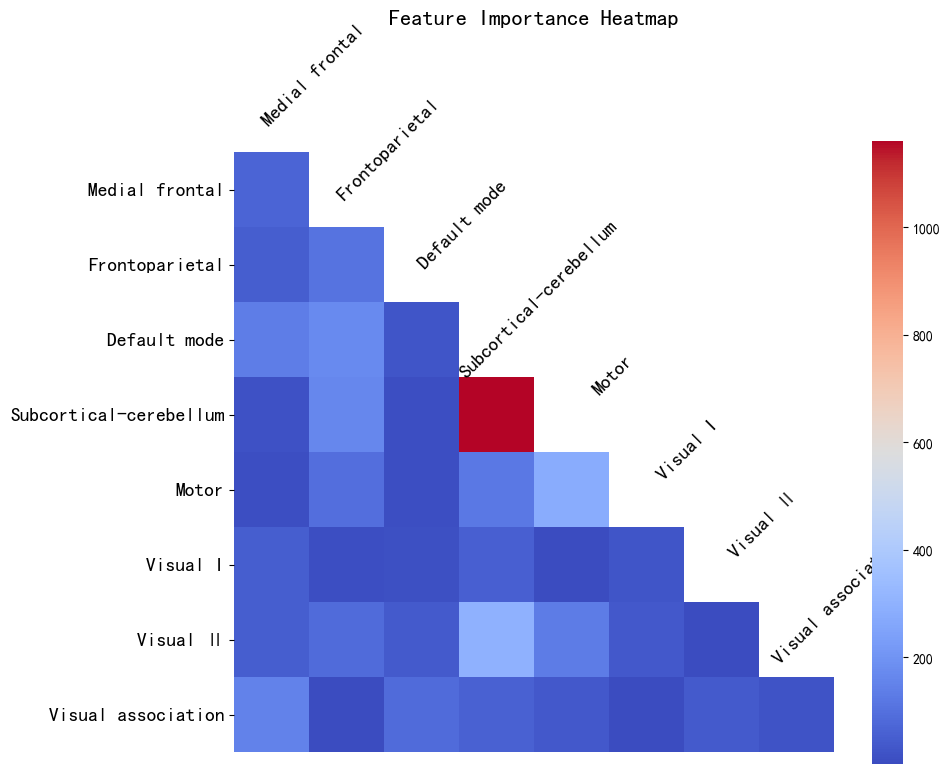 Feature Importance Heatmap
Medial frontal
Frontoparietal
Default mode
Subcortical-cerebellum
Motor
Visual I
Visual II
Visual
Medial frontal
Frontoparietal
Default mode
Subcortical-cerebellum
Motor
Visual I
Visual II
Visual association
1000
800
600
400
200